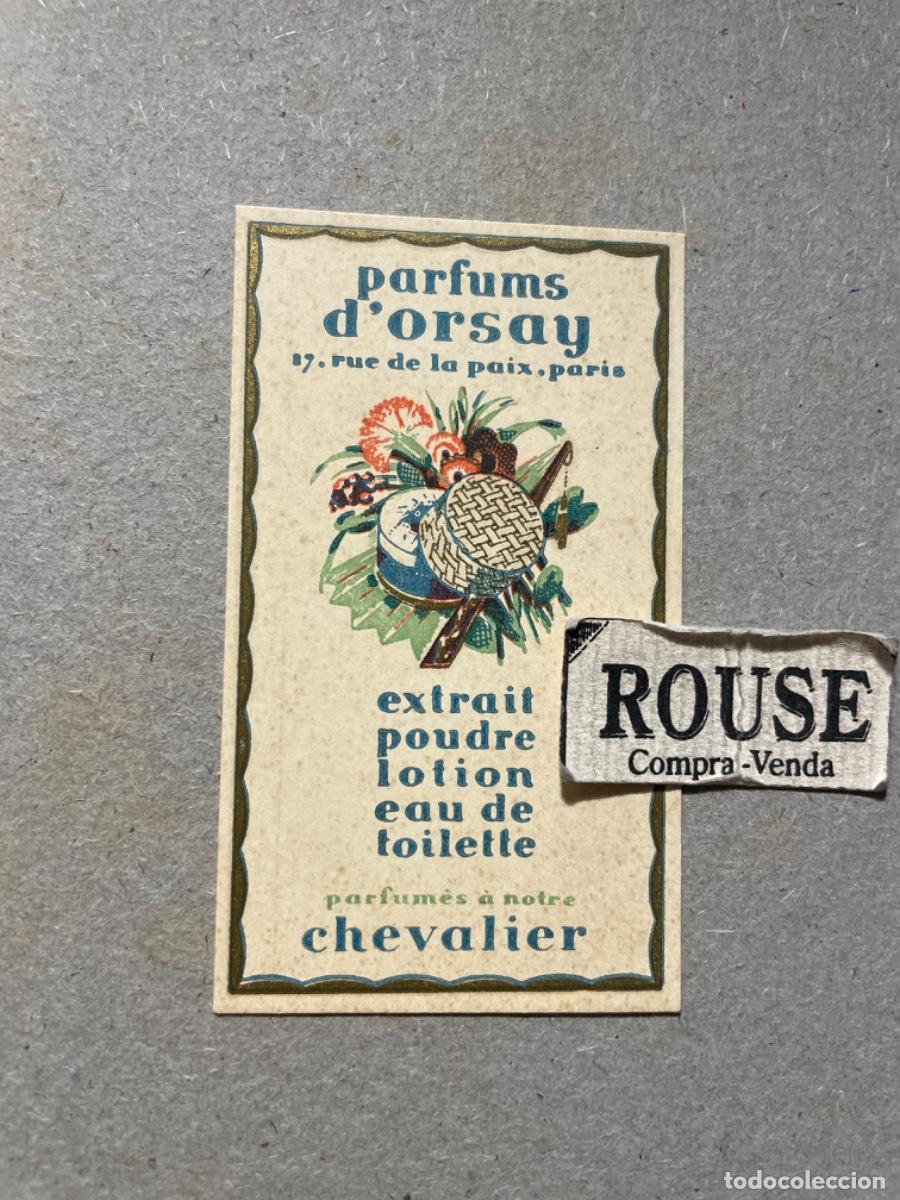 parfums
d'orsay
17. rue de la paix. paris
extrait
poudre
lotion
eau de
toilette
parfumés à notre
chevalier
ROUSE
Compra-Venda
todocoleccion